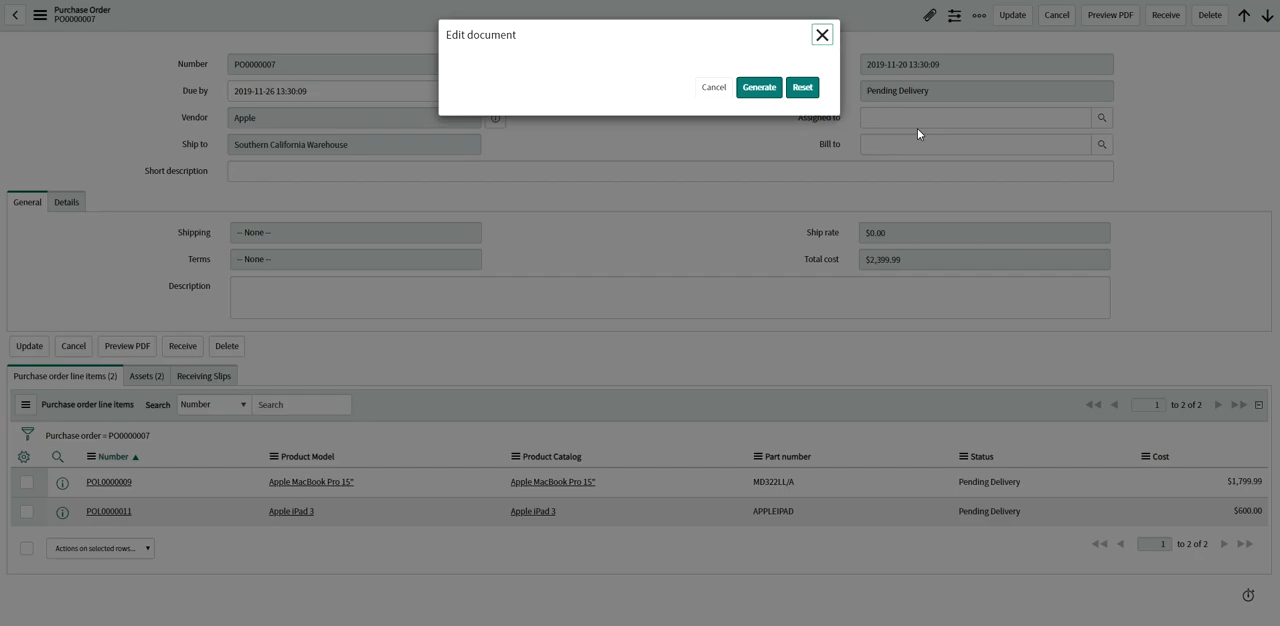 Purchase Order
PO0000007
Update Cancel Preview PDF Receive Delete
Edit document
Cancel Generate Reset
Number PO0000007 2019-11-20 13:30:09
Due by 2019-11-26 13:30:09 Pending Delivery
Vendor Apple Assigned to
Ship to Southern California Warehouse Bill to
Short description
General Details
Shipping -- None -- Ship rate $0.00
Terms -- None -- Total cost $2,399.99
Description
Update Cancel Preview PDF Receive Delete
Purchase order line items (2) Assets (2) Receiving Slips
Purchase order line items Search Number Search 1 to 2 of 2
Purchase order = PO0000007
Number Product Model Product Catalog Part number Status Cost
POL0000009 Apple MacBook Pro 15" Apple MacBook Pro 15" MD322LL/A Pending Delivery $1,799.99
POL0000011 Apple iPad 3 Apple iPad 3 APPLEIPAD Pending Delivery $600.00
Actions on selected rows... 1 to 2 of 2